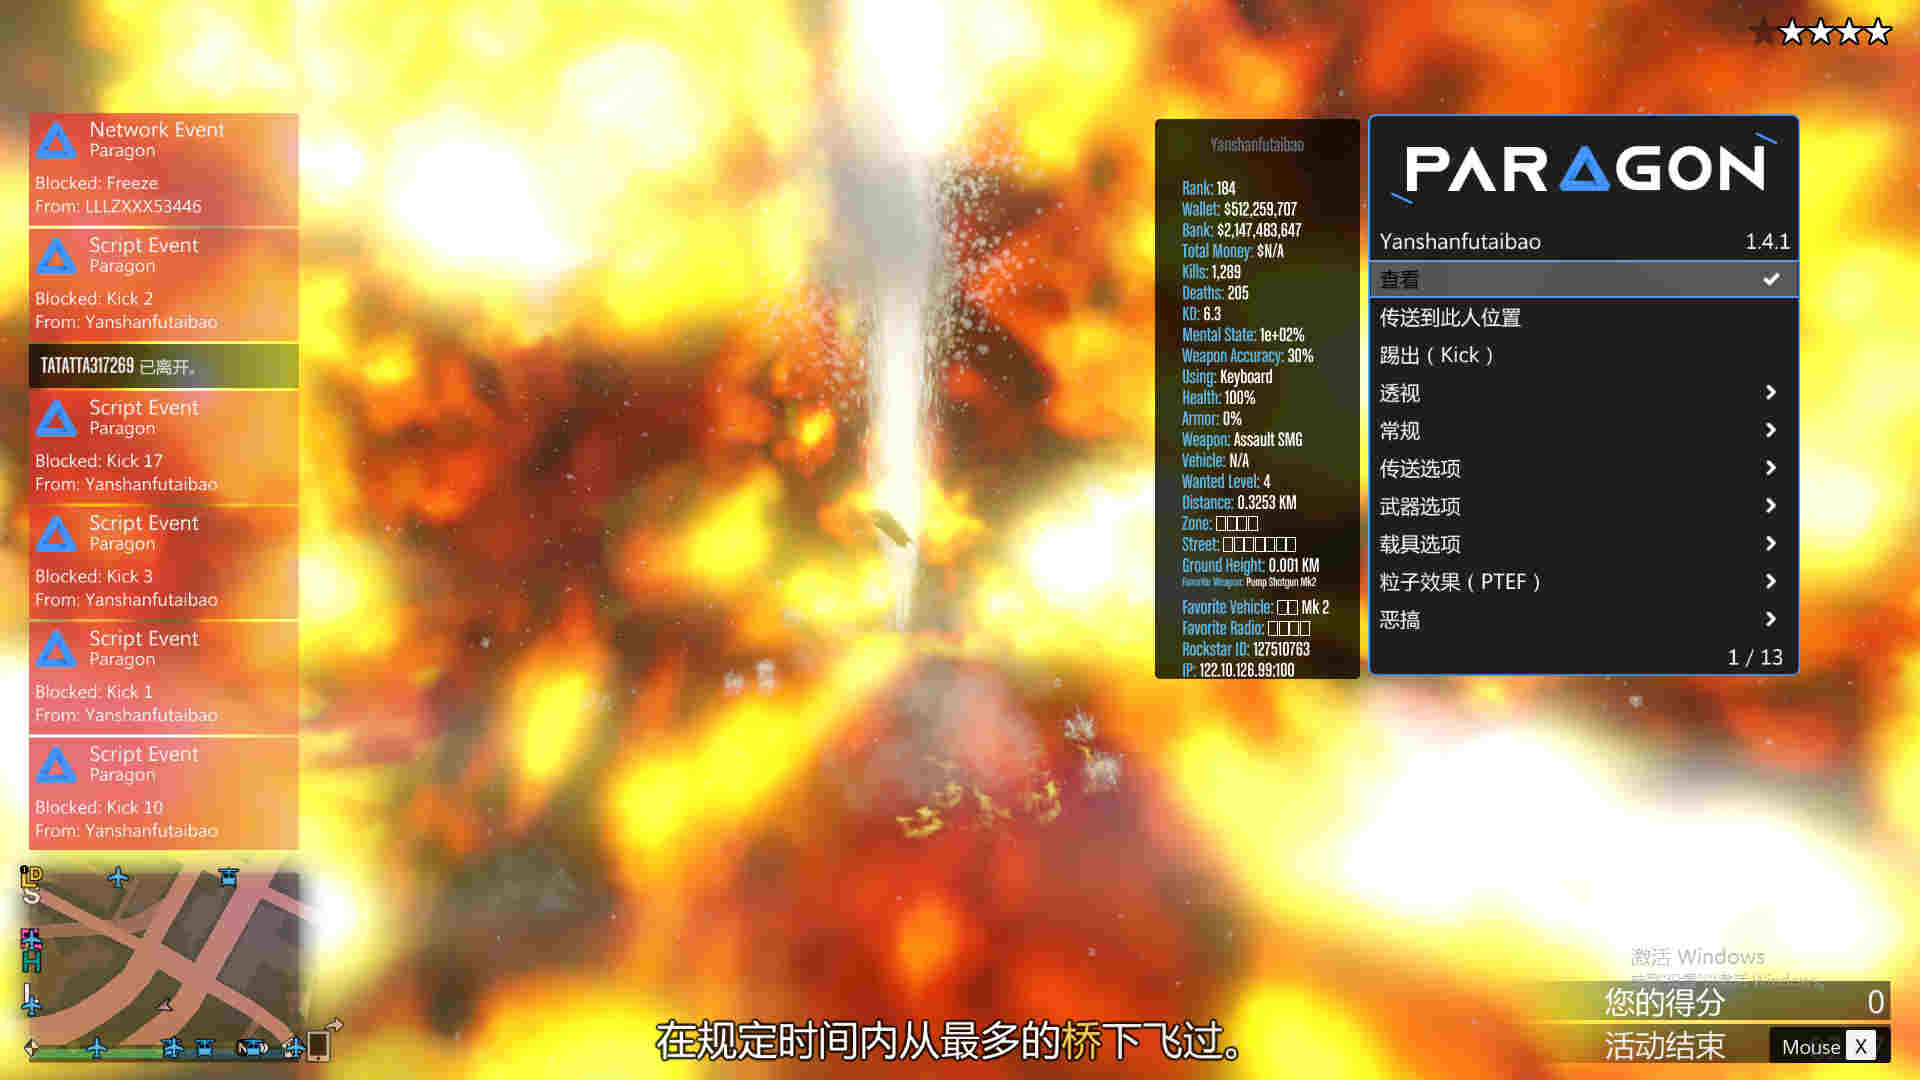 Network Event
Paragon
Blocked: Freeze
From: LLLZXXX53446
Script Event
Paragon
Blocked: Kick 2
From: Yanshanfutaibao
TATATTA317269 已离开。
Script Event
Paragon
Blocked: Kick 17
From: Yanshanfutaibao
Script Event
Paragon
Blocked: Kick 3
From: Yanshanfutaibao
Script Event
Paragon
Blocked: Kick 1
From: Yanshanfutaibao
Script Event
Paragon
Blocked: Kick 10
From: Yanshanfutaibao
Yanshanfutaibao
Rank: 184
Wallet: $512,259,707
Bank: $2,147,483,647
Total Money: $N/A
Kills: 1,289
Deaths: 205
KD: 6.3
Mental State: 1e+02%
Weapon Accuracy: 30%
Using: Keyboard
Health: 100%
Armor: 0%
Weapon: Assault SMG
Vehicle: N/A
Wanted Level: 4
Distance: 0.3253 KM
Zone: □□□□
Street: □□□□□□□
Ground Height: 0.001 KM
Favorite Weapon: Pump Shotgun Mk2
Favorite Vehicle: □□ Mk 2
Favorite Radio: □□□□
Rockstar ID: 127510763
IP: 122.10.126.99:100
PARAGON
Yanshanfutaibao 1.4.1
查看
传送到此人位置
踢出（Kick）
透视
常规
传送选项
武器选项
载具选项
粒子效果（PTEF）
恶搞
1 / 13
激活 Windows
您的得分 0
活动结束
Mouse X
在规定时间内从最多的桥下飞过。